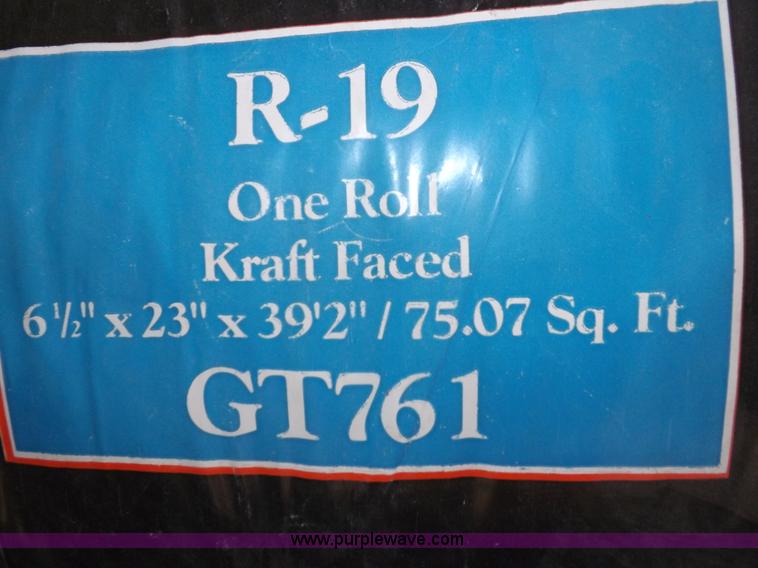 R-19
One Roll
Kraft Faced
6 1/2" x 23" x 39'2" / 75.07 Sq. Ft.
GT761
www.purplewave.com